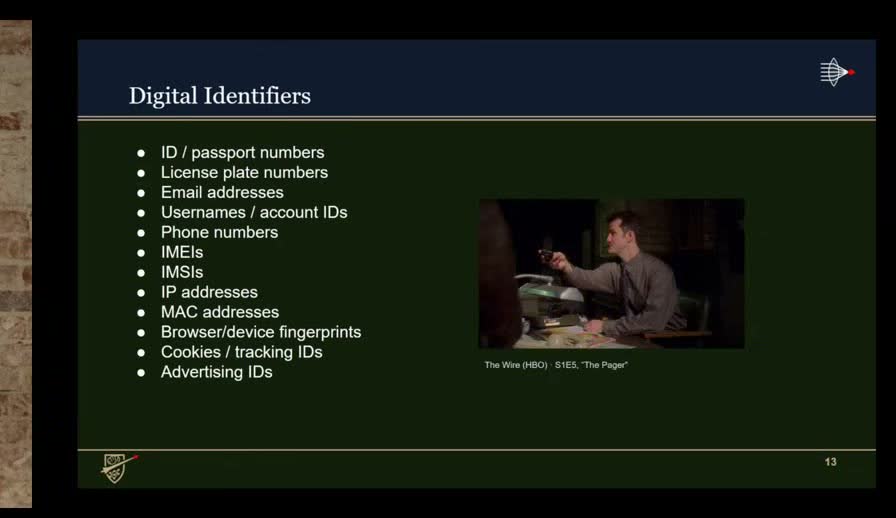 Digital Identifiers
● ID / passport numbers
● License plate numbers
● Email addresses
● Usernames / account IDs
● Phone numbers
● IMEIs
● IMSIs
● IP addresses
● MAC addresses
● Browser/device fingerprints
● Cookies / tracking IDs
● Advertising IDs
The Wire (HBO) · S1E5, "The Pager"
13